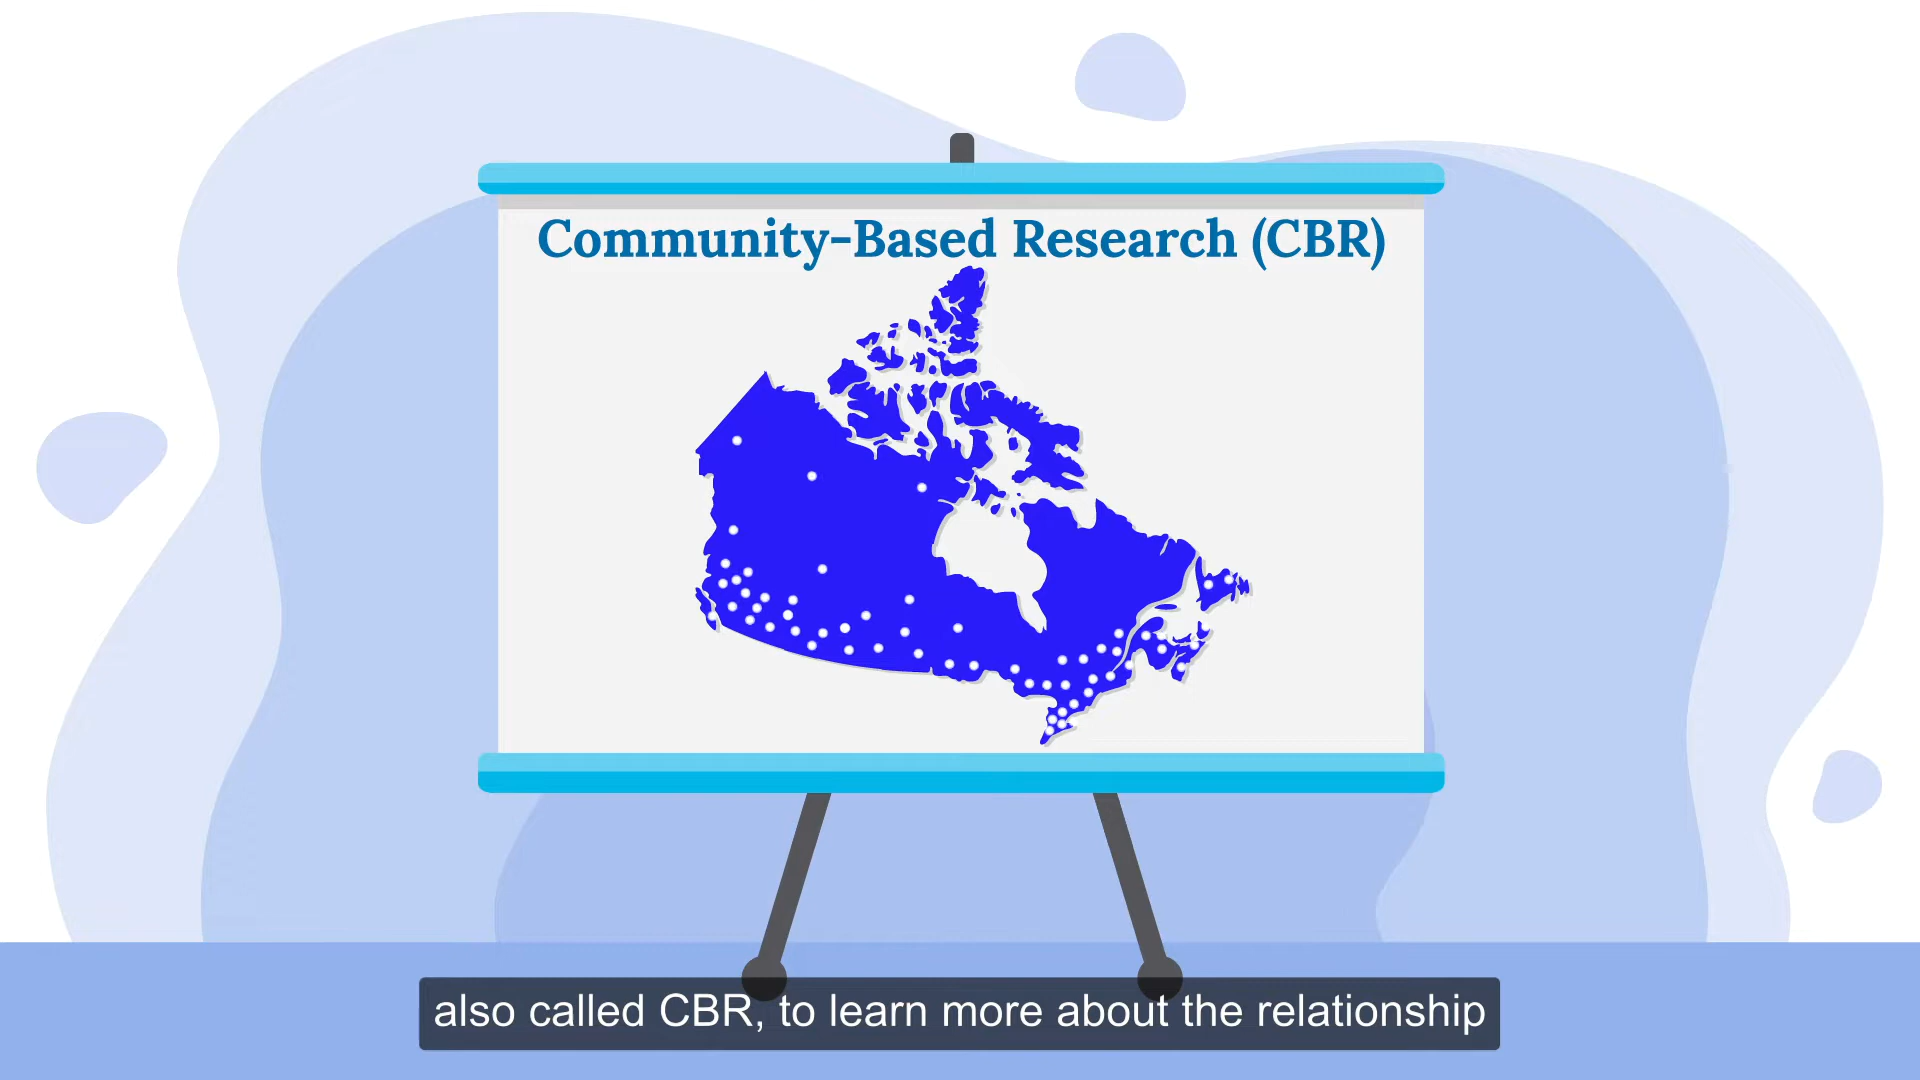 Community-Based Research (CBR)
also called CBR, to learn more about the relationship